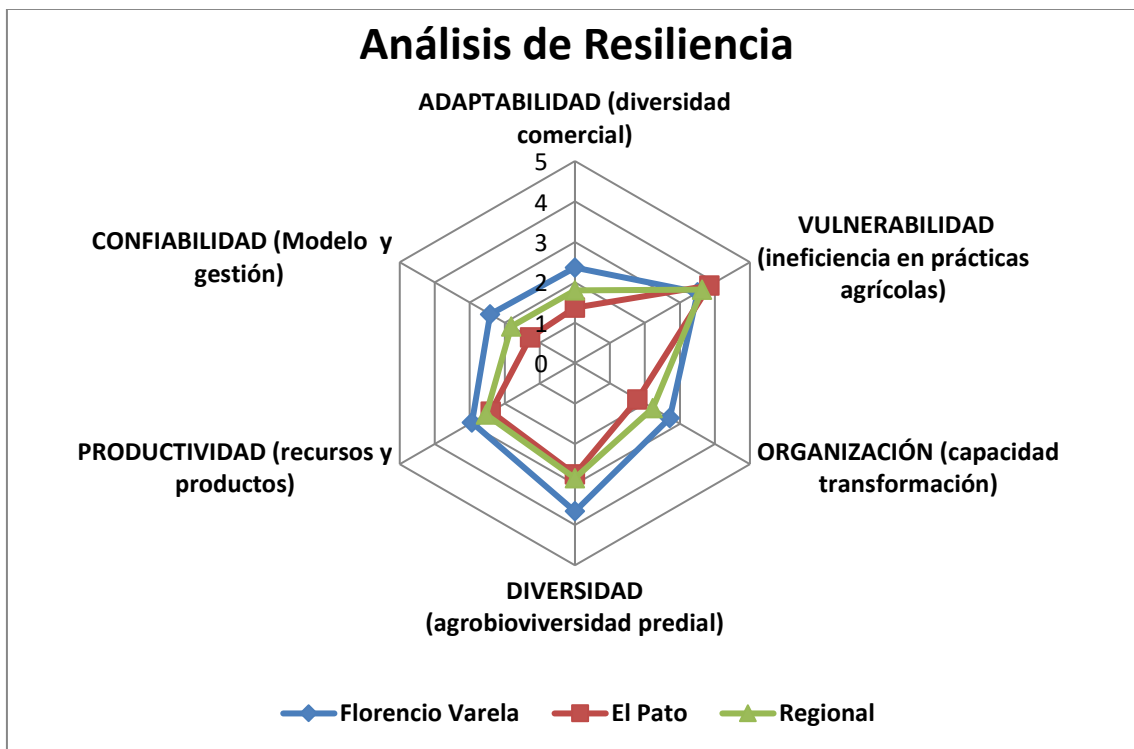 Análisis de Resiliencia
ADAPTABILIDAD (diversidad
comercial)
VULNERABILIDAD
(ineficiencia en prácticas
agrícolas)
ORGANIZACIÓN (capacidad
transformación)
DIVERSIDAD
(agrobioviversidad predial)
PRODUCTIVIDAD (recursos y
productos)
CONFIABILIDAD (Modelo y
gestión)
5
4
3
2
1
0
Florencio Varela
El Pato
Regional